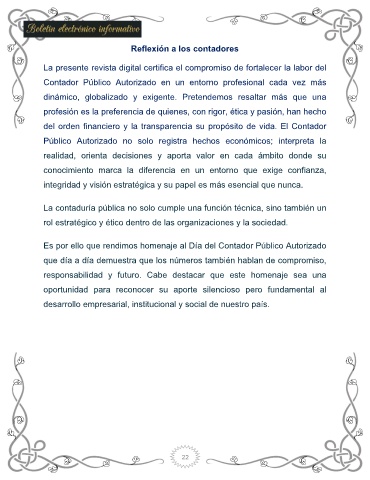 Boletín electrónico informativo
Reflexión a los contadores
La presente revista digital certifica el compromiso de fortalecer la labor del
Contador Público Autorizado en un entorno profesional cada vez más
dinámico, globalizado y exigente. Pretendemos resaltar más que una
profesión es la preferencia de quienes, con rigor, ética y pasión, han hecho
del orden financiero y la transparencia su propósito de vida. El Contador
Público Autorizado no solo registra hechos económicos; interpreta la
realidad, orienta decisiones y aporta valor en cada ámbito donde su
conocimiento marca la diferencia en un entorno que exige confianza,
integridad y visión estratégica y su papel es más esencial que nunca.
La contaduría pública no solo cumple una función técnica, sino también un
rol estratégico y ético dentro de las organizaciones y la sociedad.
Es por ello que rendimos homenaje al Día del Contador Público Autorizado
que día a día demuestra que los números también hablan de compromiso,
responsabilidad y futuro. Cabe destacar que este homenaje sea una
oportunidad para reconocer su aporte silencioso pero fundamental al
desarrollo empresarial, institucional y social de nuestro país.
22